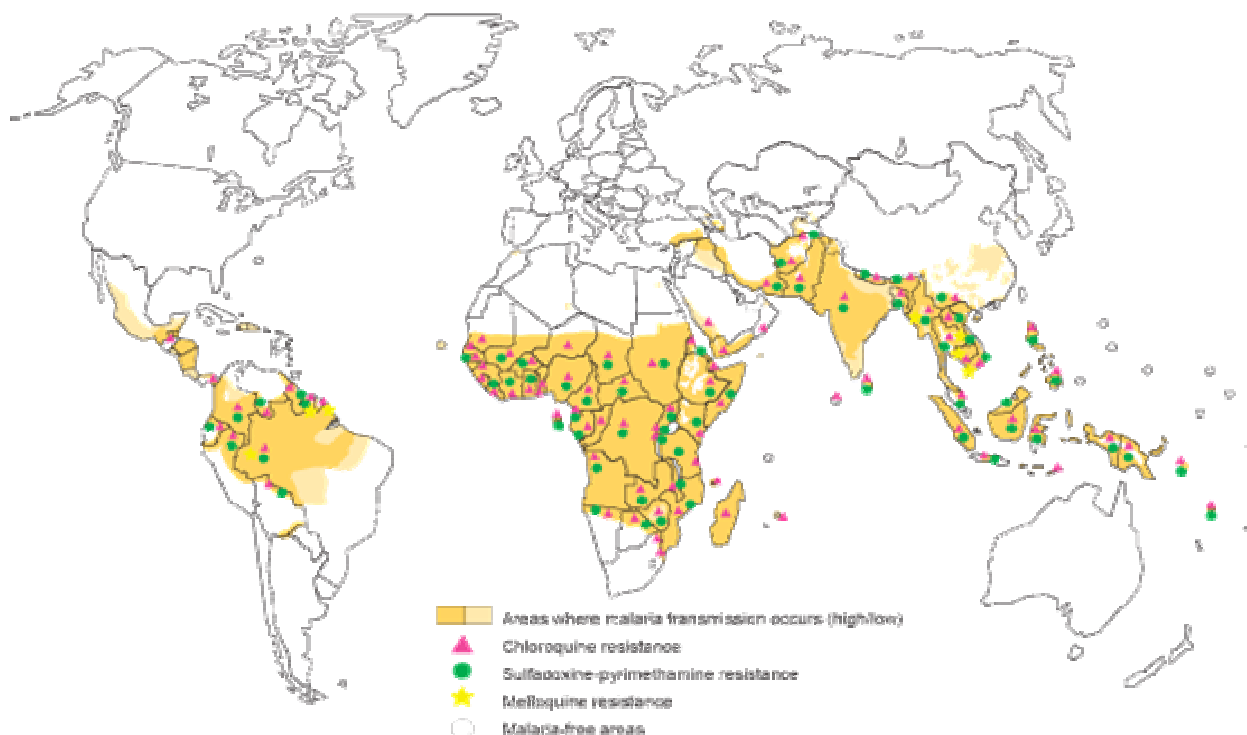 Areas where malaria transmission occurs (high/low)
Chloroquine resistance
Sulfadoxine-pyrimethamine resistance
Mefloquine resistance
Malaria-free areas